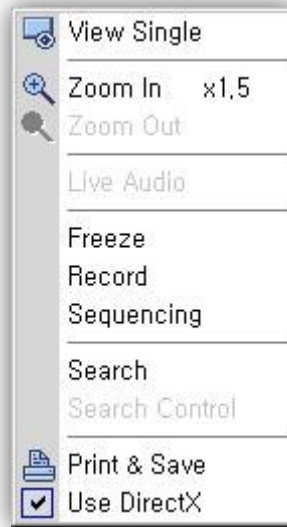 View Single
Zoom In x1.5
Zoom Out
Live Audio
Freeze
Record
Sequencing
Search
Search Control
Print & Save
Use DirectX